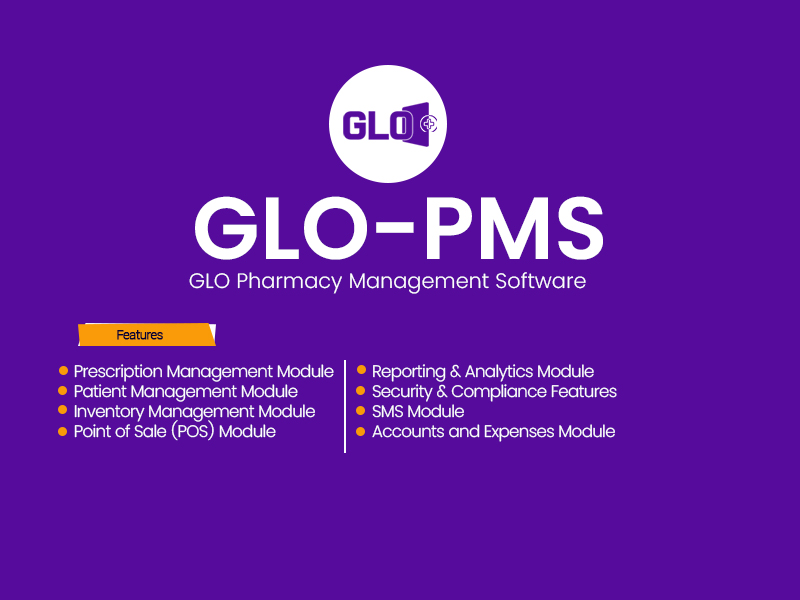 GLO
GLO-PMS
GLO Pharmacy Management Software
Features
Prescription Management Module
Patient Management Module
Inventory Management Module
Point of Sale (POS) Module
Reporting & Analytics Module
Security & Compliance Features
SMS Module
Accounts and Expenses Module